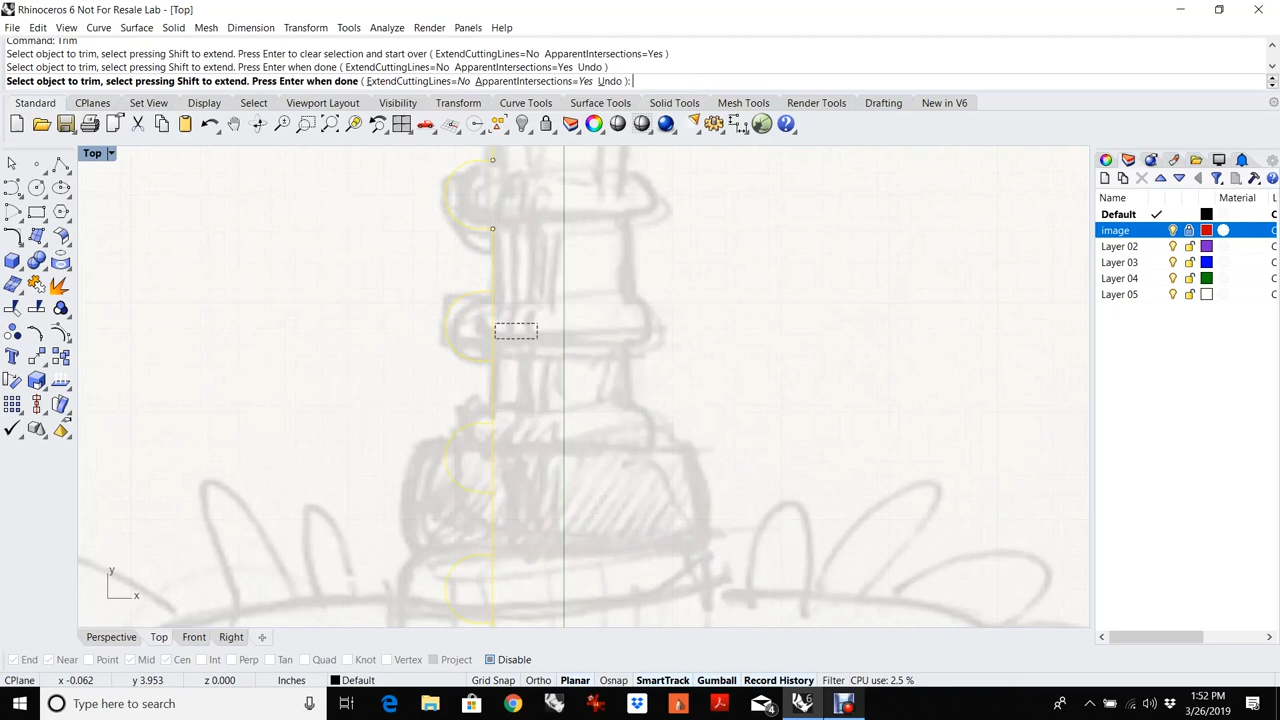 Rhinoceros 6 Not For Resale Lab - [Top]
File Edit View Curve Surface Solid Mesh Dimension Transform Tools Analyze Render Panels Help
Command: Trim
Select object to trim, select pressing Shift to extend. Press Enter to clear selection and start over ( ExtendCuttingLines=No ApparentIntersections=Yes )
Select object to trim, select pressing Shift to extend. Press Enter when done ( ExtendCuttingLines=No ApparentIntersections=Yes Undo )
Select object to trim, select pressing Shift to extend. Press Enter when done ( ExtendCuttingLines=No ApparentIntersections=Yes Undo ):
Standard CPlanes Set View Display Select Viewport Layout Visibility Transform Curve Tools Surface Tools Solid Tools Mesh Tools Render Tools Drafting New in V6
Top
Name Material L
Default C
image C
Layer 02 C
Layer 03 C
Layer 04 C
Layer 05 C
y
x
Perspective Top Front Right
End Near Point Mid Cen Int Perp Tan Quad Knot Vertex Project Disable
CPlane x -0.062 y 3.953 z 0.000 Inches Default Grid Snap Ortho Planar Osnap SmartTrack Gumball Record History Filter CPU use: 2.5 %
Type here to search
4
1:52 PM
3/26/2019